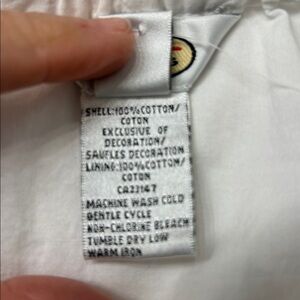 SHELL:100%COTTON/
COTON
EXCLUSIVE OF
DECORATION/
SAUFLES DECORATION
LINING:100%COTTON/
COTON
CA23147
MACHINE WASH COLD
GENTLE CYCLE
NON-CHLORINE BLEACH
TUMBLE DRY LOW
WARM IRON